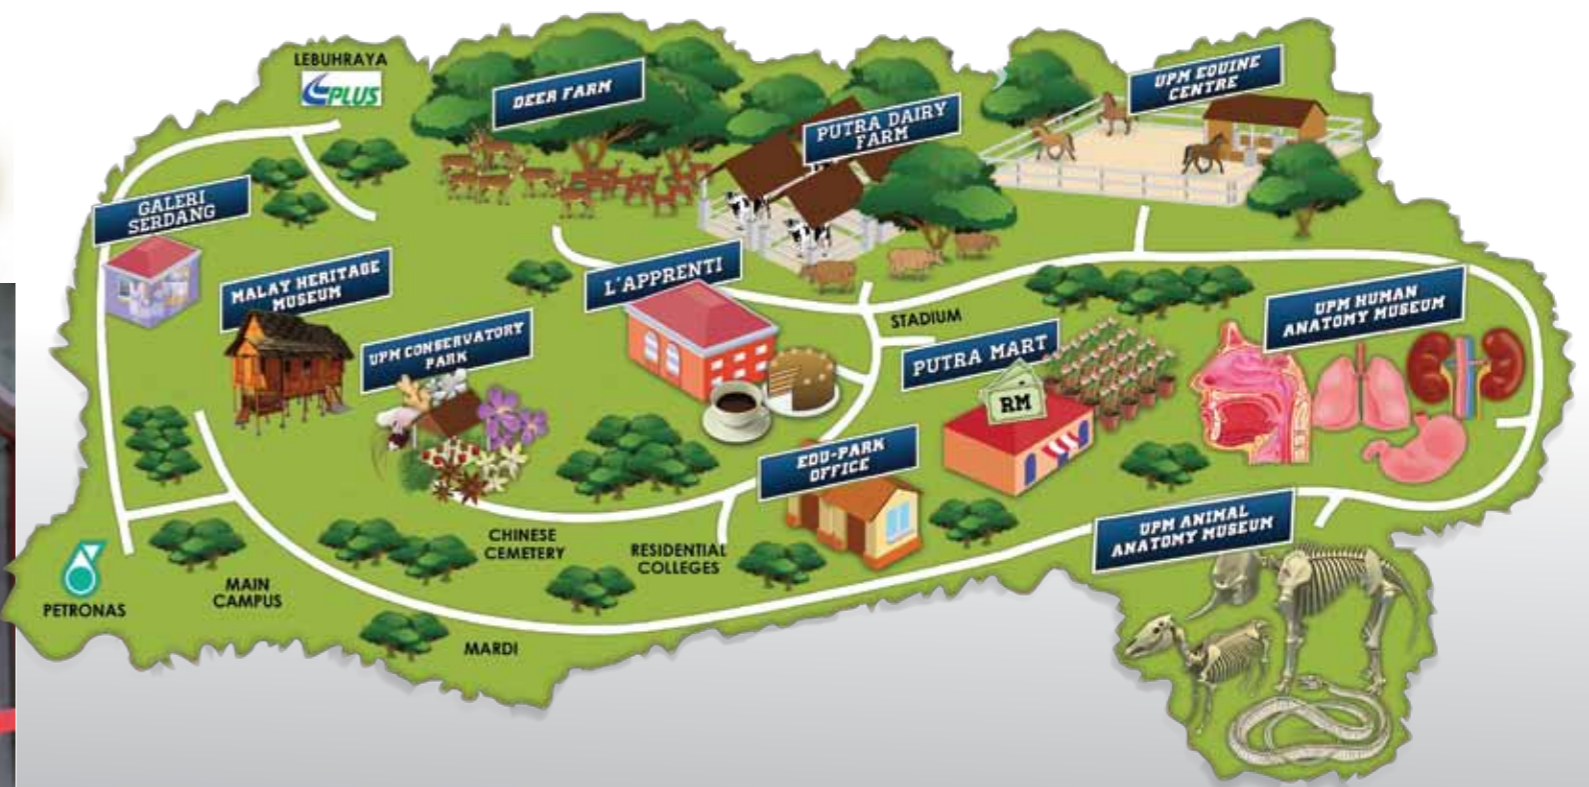 LEBUHRAYA
PLUS
DEER FARM
PUTRA DAIRY
FARM
UPM EQUINE
CENTRE
GALERI
SERDANG
MALAY HERITAGE
MUSEUM
L'APPRENTI
UPM CONSERVATORY
PARK
STADIUM
PUTRA MART
RM
UPM HUMAN
ANATOMY MUSEUM
EDU-PARK
OFFICE
UPM ANIMAL
ANATOMY MUSEUM
CHINESE
CEMETERY
RESIDENTIAL
COLLEGES
PETRONAS
MAIN
CAMPUS
MARDI